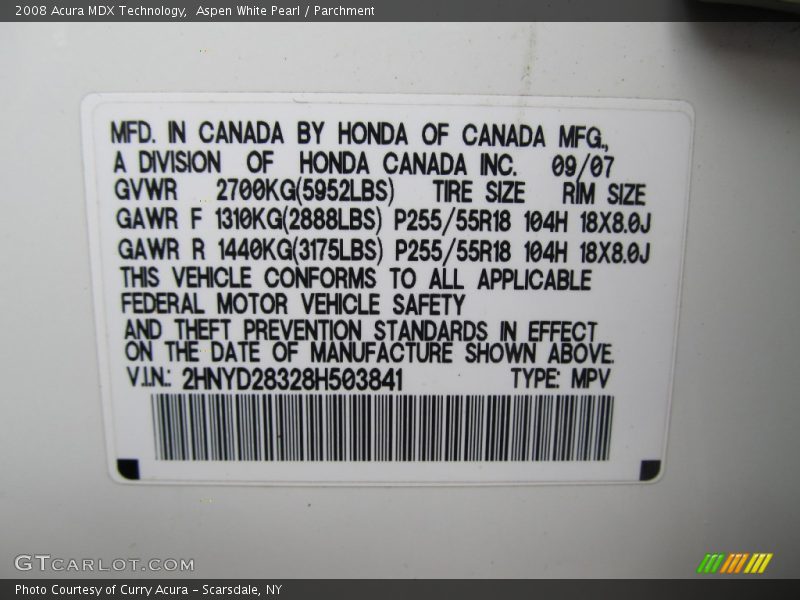 2008 Acura MDX Technology,  Aspen White Pearl / Parchment
MFD. IN CANADA BY HONDA OF CANADA MFG.,
A DIVISION OF HONDA CANADA INC. 09/07
GVWR 2700KG(5952LBS) TIRE SIZE RIM SIZE
GAWR F 1310KG(2888LBS) P255/55R18 104H 18X8.0J
GAWR R 1440KG(3175LBS) P255/55R18 104H 18X8.0J
THIS VEHICLE CONFORMS TO ALL APPLICABLE
FEDERAL MOTOR VEHICLE SAFETY
AND THEFT PREVENTION STANDARDS IN EFFECT
ON THE DATE OF MANUFACTURE SHOWN ABOVE.
V.I.N.: 2HNYD28328H503841 TYPE: MPV
GTCARLOT.COM
Photo Courtesy of Curry Acura - Scarsdale, NY